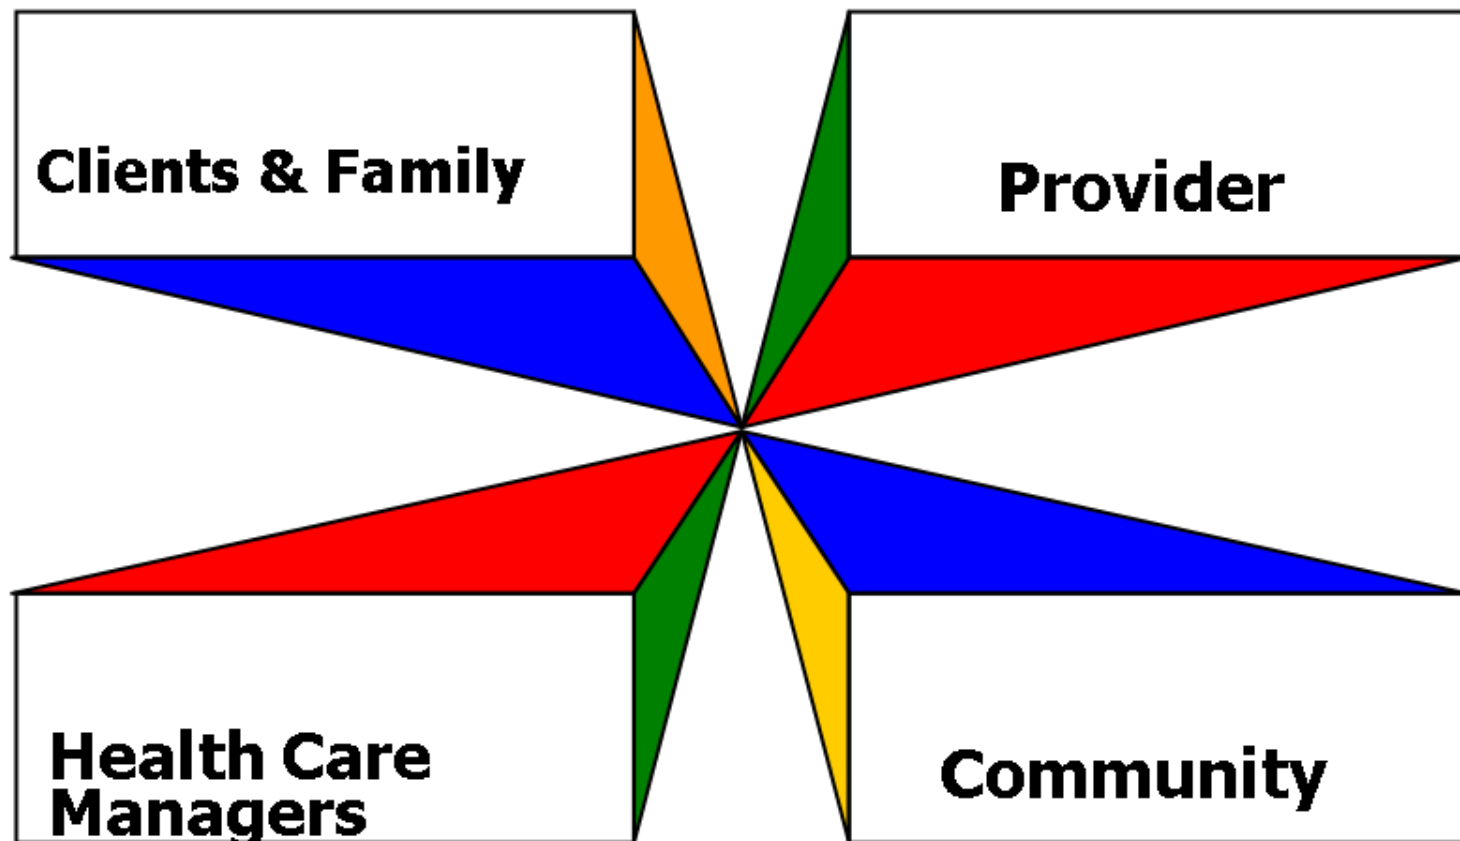 Clients & Family
Provider
Health Care
Managers
Community